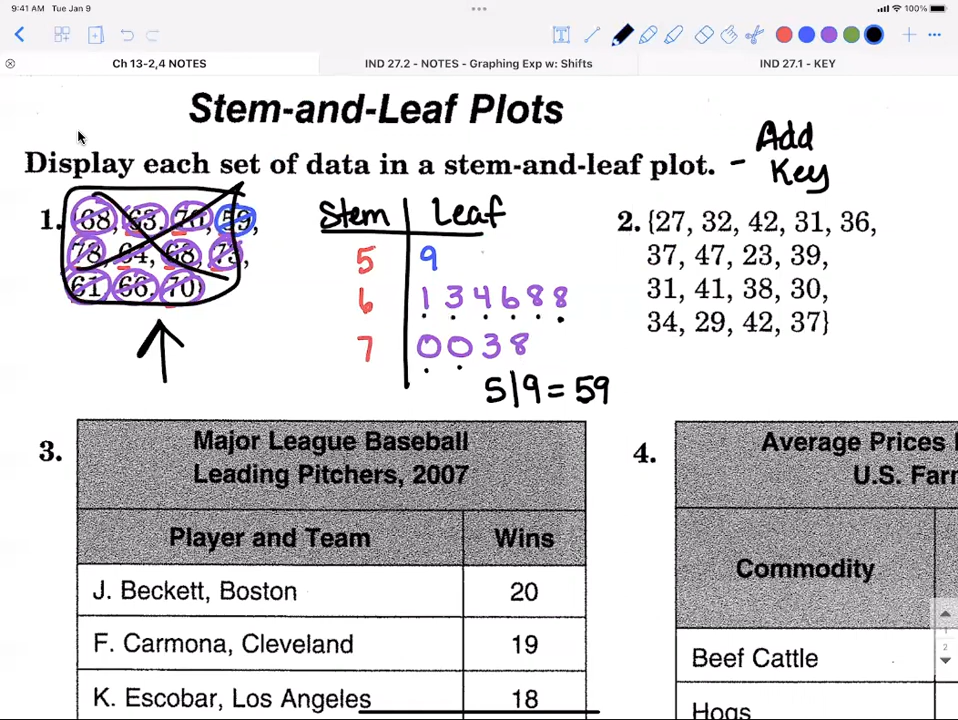 9:41 AM Tue Jan 9
100%
Ch 13-2,4 NOTES
IND 27.2 - NOTES - Graphing Exp w: Shifts
IND 27.1 - KEY
Stem-and-Leaf Plots
Display each set of data in a stem-and-leaf plot. - Add Key
1. {68, 63, 70, 59,
78, 64, 68, 73,
61, 66, 70}
Stem | Leaf
5 | 9
6 | 1 3 4 6 8 8
7 | 0 0 3 8
5|9 = 59
2. {27, 32, 42, 31, 36,
37, 47, 23, 39,
31, 41, 38, 30,
34, 29, 42, 37}
3.
Major League Baseball
Leading Pitchers, 2007
Player and Team Wins
J. Beckett, Boston 20
F. Carmona, Cleveland 19
K. Escobar, Los Angeles 18
4.
Average Prices
U.S. Farr
Commodity
Beef Cattle
Hogs
1
2